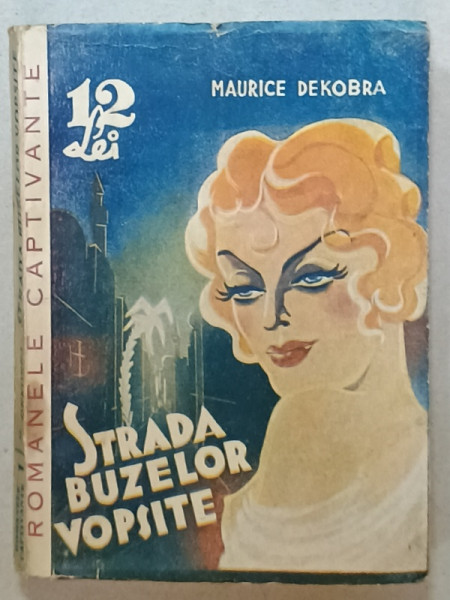 12
Lei
MAURICE DEKOBRA
ROMANELE CAPTIVANTE
STRADA
BUZELOR
VOPSITE